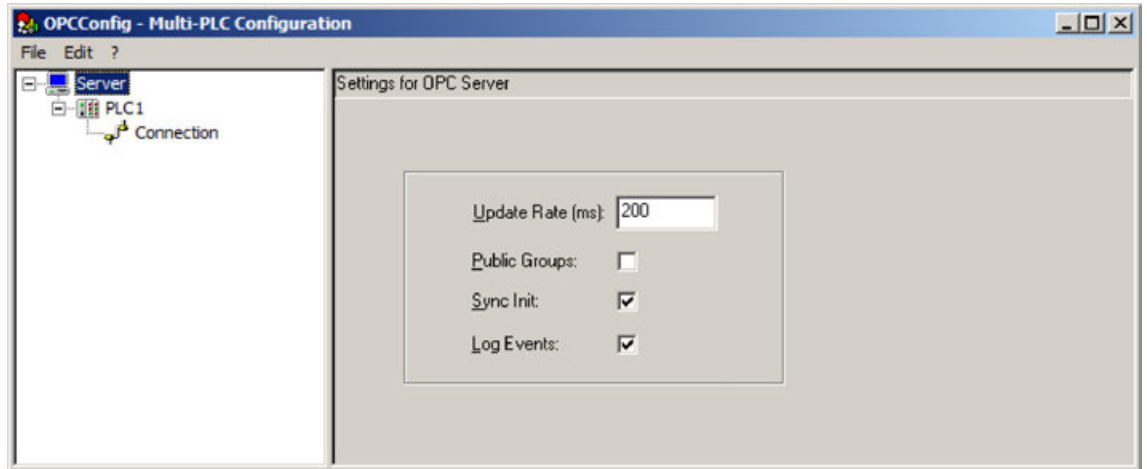 OPCConfig - Multi-PLC Configuration
File Edit ?
Server
PLC1
Connection
Settings for OPC Server
Update Rate (ms): 200
Public Groups:
Sync Init:
Log Events: